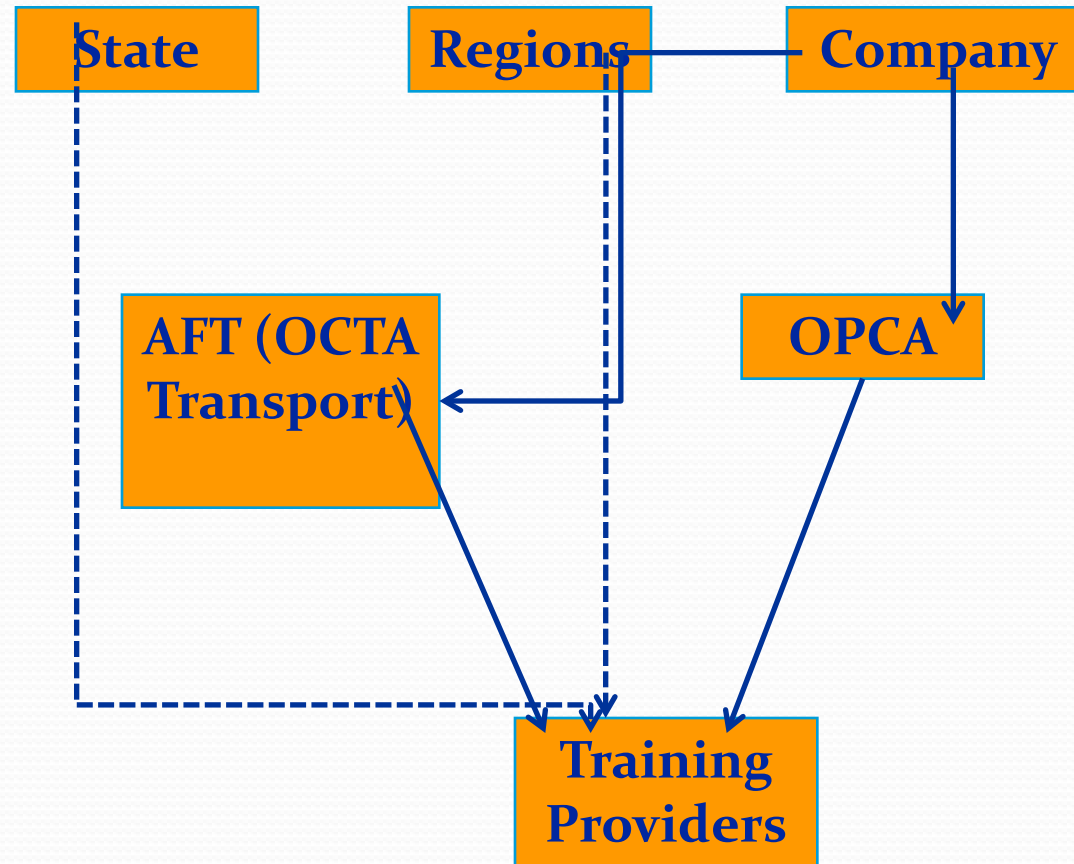 State
Regions
Company
AFT (OCTA
Transport)
OPCA
Training
Providers